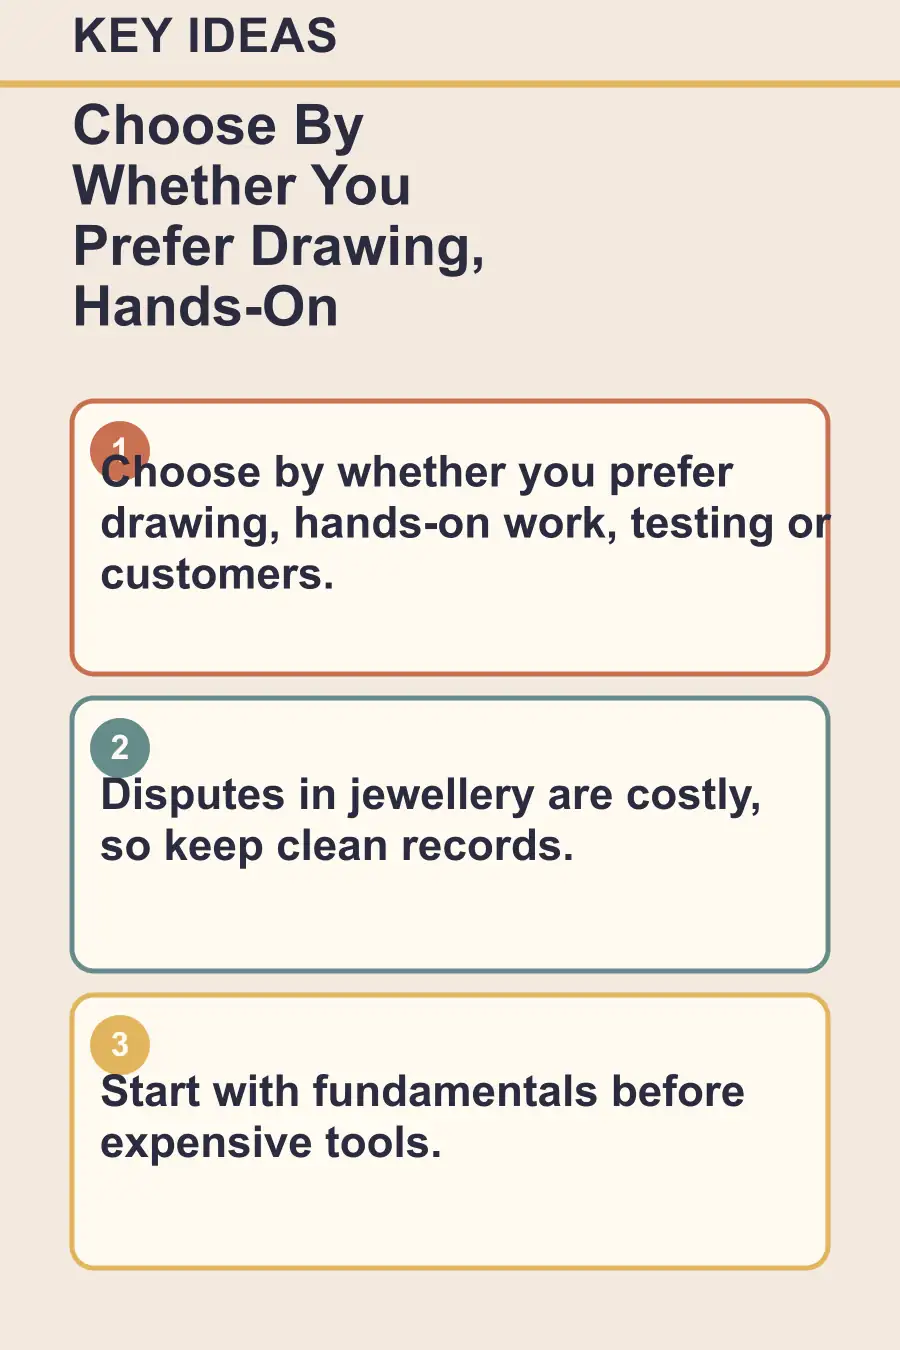 KEY IDEAS
Choose By
Whether You
Prefer Drawing,
Hands-On
1
Choose by whether you prefer
drawing, hands-on work, testing or
customers.
2
Disputes in jewellery are costly,
so keep clean records.
3
Start with fundamentals before
expensive tools.